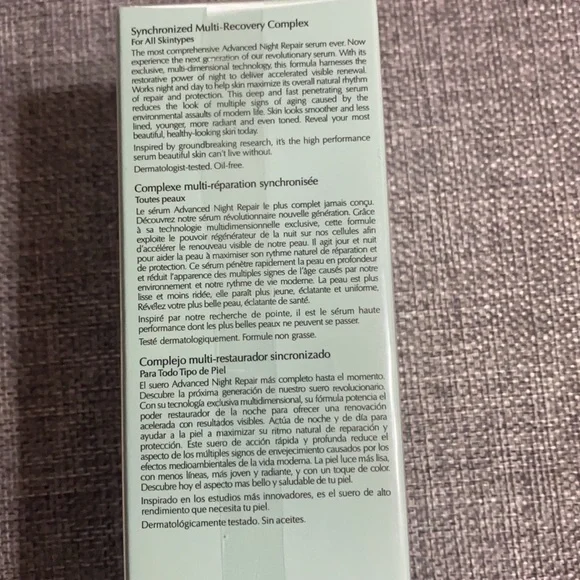 Synchronized Multi-Recovery Complex
For All Skintypes
The most comprehensive Advanced Night Repair serum ever. Now
experience the next generation of our revolutionary serum. With its
exclusive, multi-dimensional technology, this formula harnesses the
restorative power of night to deliver accelerated visible renewal.
Works night and day to help skin maximize its overall natural rhythm
of repair and protection. This deep and fast penetrating serum
reduces the look of multiple signs of aging caused by the
environmental assaults of modern life. Skin looks smoother and less
lined, younger, more radiant and even toned. Reveal your most
beautiful, healthy-looking skin today.
Inspired by groundbreaking research, it's the high performance
serum beautiful skin can't live without.
Dermatologist-tested. Oil-free.
Complexe multi-réparation synchronisée
Toutes peaux
Le sérum Advanced Night Repair le plus complet jamais conçu.
Découvrez notre sérum révolutionnaire nouvelle génération. Grâce
à sa technologie multidimensionnelle exclusive, cette formule
exploite le pouvoir régénérateur de la nuit sur nos cellules afin
d'accélérer le renouveau visible de notre peau. Il agit jour et nuit
pour aider la peau à maximiser son rythme naturel de réparation et
de protection. Ce sérum pénètre rapidement la peau en profondeur
et réduit l'apparence des multiples signes de l'âge causés par notre
environnement et notre rythme de vie moderne. La peau est plus
lisse et moins ridée, elle paraît plus jeune, éclatante et uniforme.
Révélez votre plus belle peau, éclatante de santé.
Inspiré par notre recherche de pointe, il est le sérum haute
performance dont les plus belles peaux ne peuvent se passer.
Testé dermatologiquement. Formule non grasse.
Complejo multi-restaurador sincronizado
Para Todo Tipo de Piel
El suero Advanced Night Repair más completo hasta el momento.
Descubre la próxima generación de nuestro suero revolucionario.
Con su tecnología exclusiva multidimensional, su fórmula potencia el
poder restaurador de la noche para ofrecer una renovación
acelerada con resultados visibles. Actúa de noche y de día para
ayudar a la piel a maximizar su ritmo natural de reparación y
protección. Este suero de acción rápida y profunda reduce el
aspecto de los múltiples signos de envejecimiento causados por los
efectos medioambientales de la vida moderna. La piel luce más lisa,
con menos líneas, más joven y radiante, y con un toque de color.
Descubre hoy el aspecto mas bello y saludable de tu piel.
Inspirado en los estudios más innovadores, es el suero de alto
rendimiento que necesita tu piel.
Dermatológicamente testado. Sin aceites.